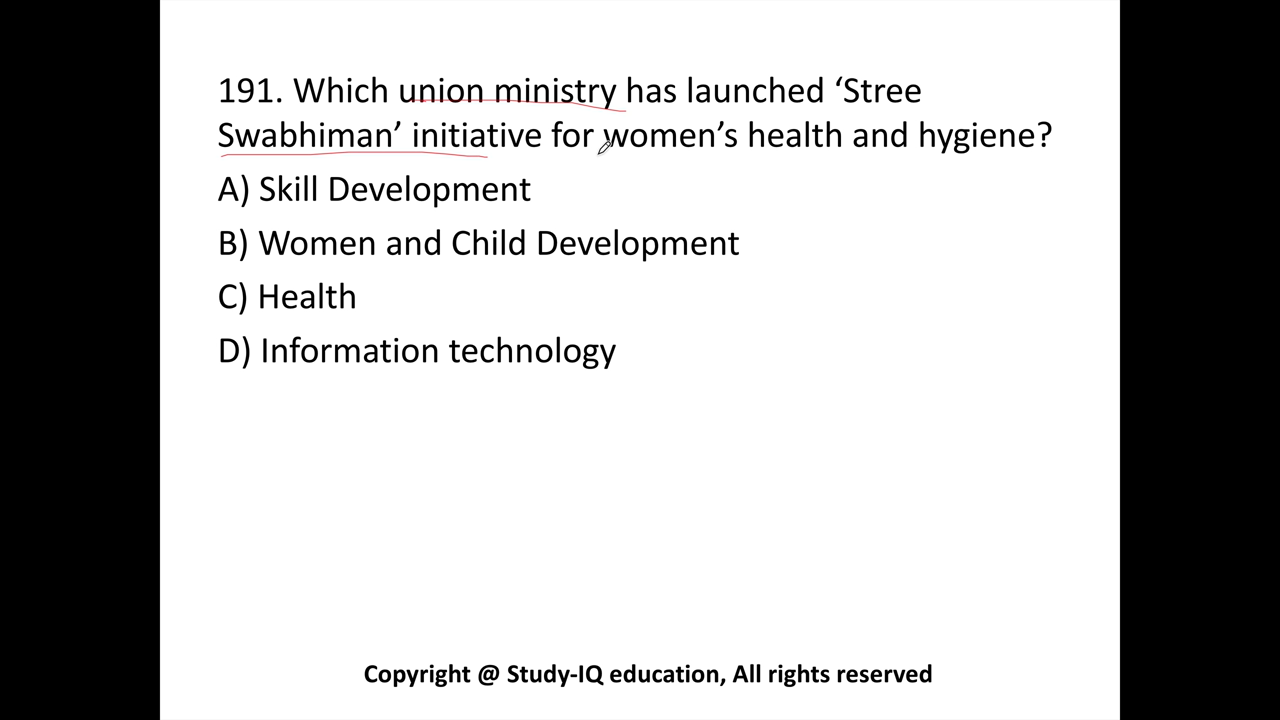 191. Which union ministry has launched ‘Stree
Swabhiman’ initiative for women’s health and hygiene?
A) Skill Development
B) Women and Child Development
C) Health
D) Information technology
Copyright @ Study-IQ education, All rights reserved